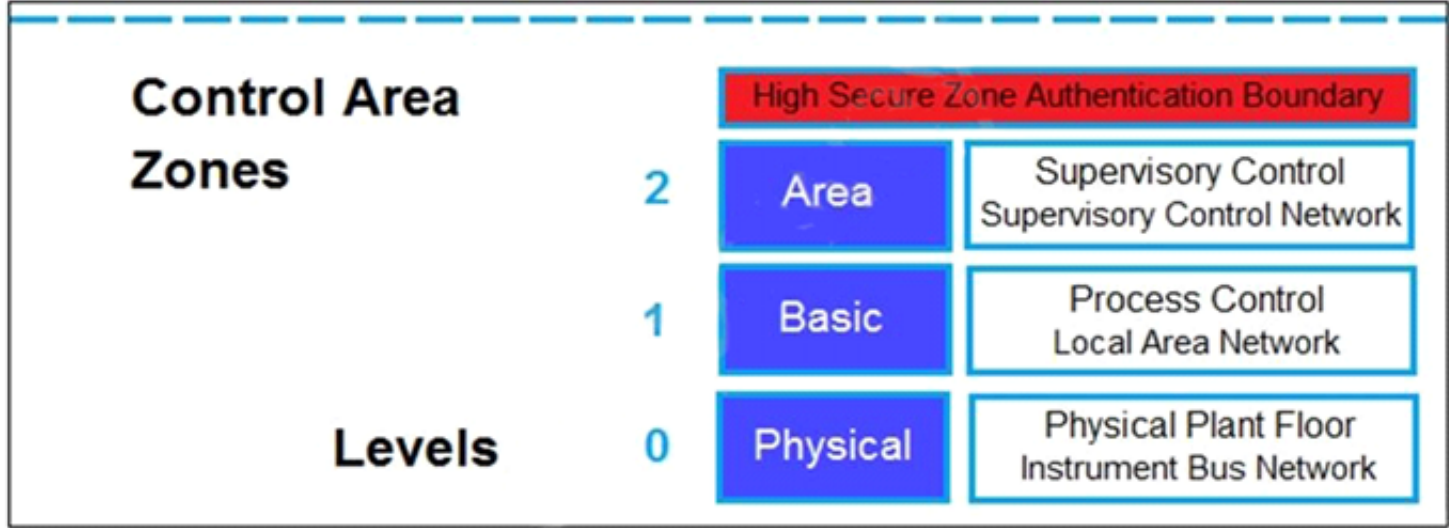 Control Area
Zones
High Secure Zone Authentication Boundary
2
Area
Supervisory Control
Supervisory Control Network
1
Basic
Process Control
Local Area Network
Levels
0
Physical
Physical Plant Floor
Instrument Bus Network